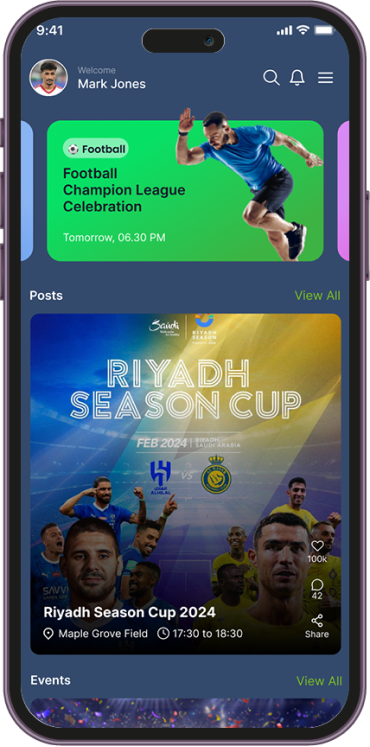 9:41
Welcome
Mark Jones
Football
Football
Champion League
Celebration
Tomorrow, 06.30 PM
Posts
View All
Saudi
RIYADH
SEASON
RIYADH
SEASON CUP
FEB 2024 | RIYADH
SAUDI ARABIA
ALHILAL
VS
SAVVY
100k
42
Share
Riyadh Season Cup 2024
Maple Grove Field
17:30 to 18:30
Events
View All